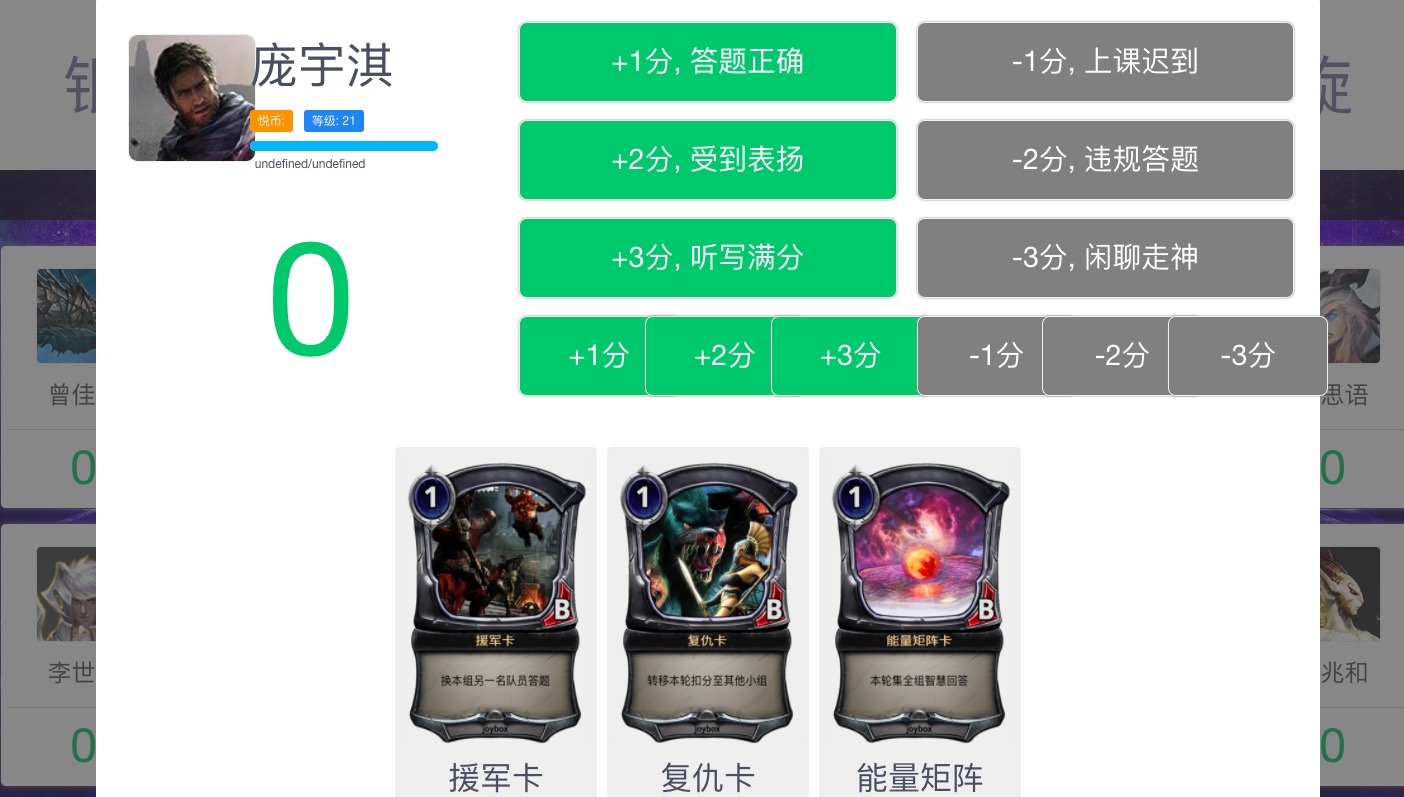 庞宇淇
悦币:
等级: 21
undefined/undefined
0
+1分, 答题正确
-1分, 上课迟到
+2分, 受到表扬
-2分, 违规答题
+3分, 听写满分
-3分, 闲聊走神
+1分
+2分
+3分
-1分
-2分
-3分
旋
曾佳
0
思语
0
李世
0
兆和
0
1
B
援军卡
换本组另一名队员答题
joybox
援军卡
1
B
复仇卡
转移本轮扣分至其他小组
joybox
复仇卡
1
B
能量矩阵卡
本轮集全组智慧回答
joybox
能量矩阵